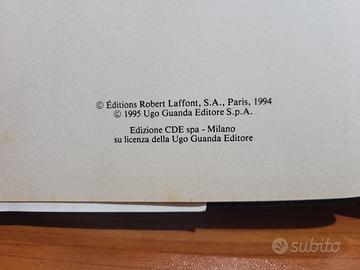 © Éditions Robert Laffont, S.A., Paris, 1994
© 1995 Ugo Guanda Editore S.p.A.
Edizione CDE spa - Milano
su licenza della Ugo Guanda Editore
subito